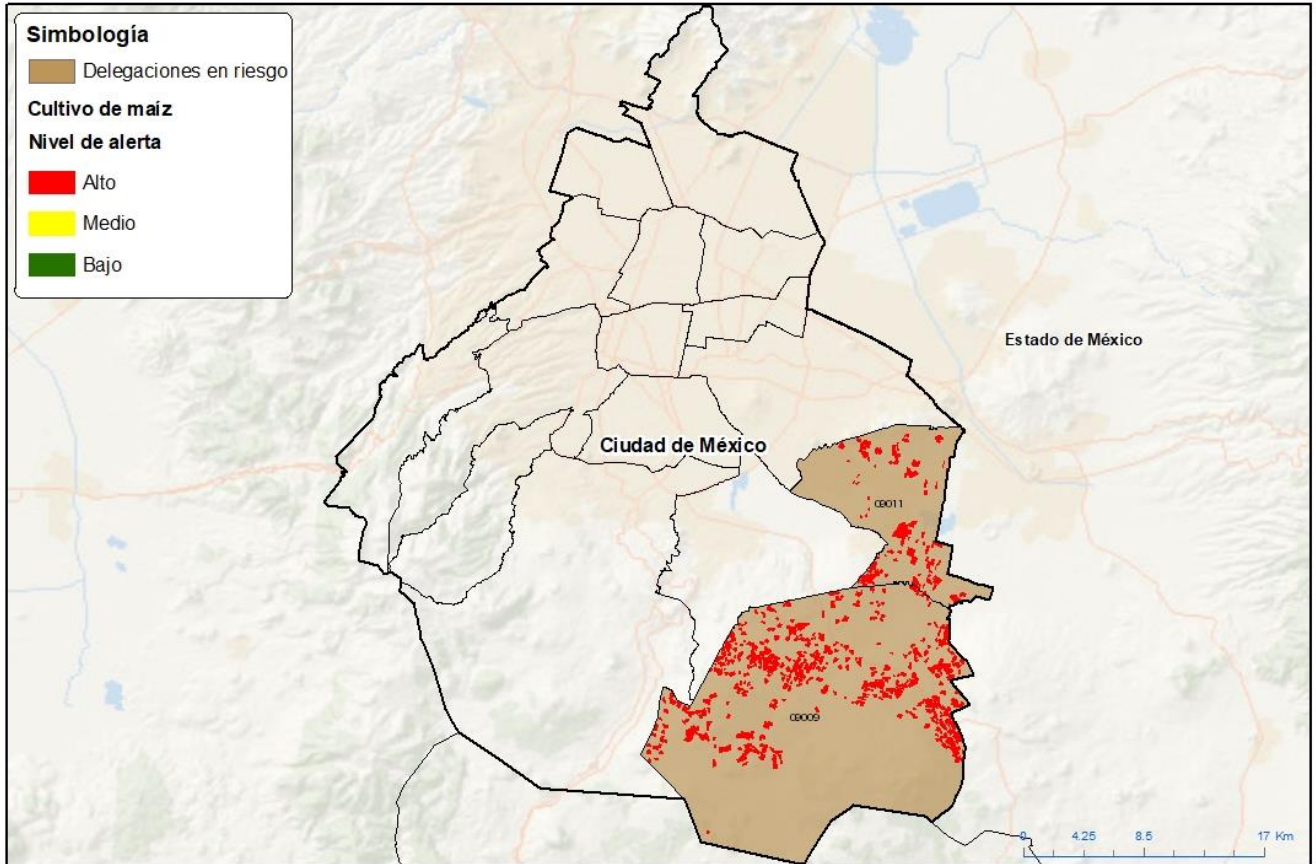 Simbología
Delegaciones en riesgo
Cultivo de maíz
Nivel de alerta
Alto
Medio
Bajo
Estado de México
Ciudad de México
09011
09009
0 4.25 8.5 17 Km